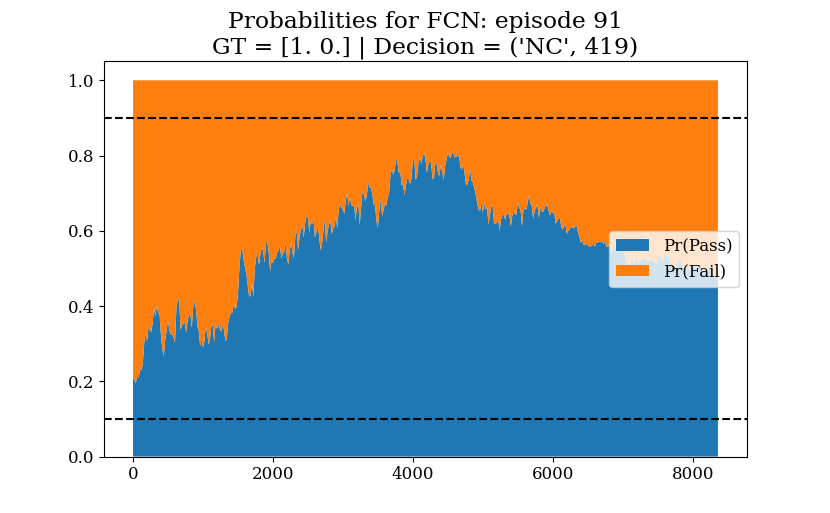 Probabilities for FCN: episode 91
GT = [1. 0.] | Decision = ('NC', 419)
1.0
0.8
0.6
0.4
0.2
0.0
Pr(Pass)
Pr(Fail)
0 2000 4000 6000 8000